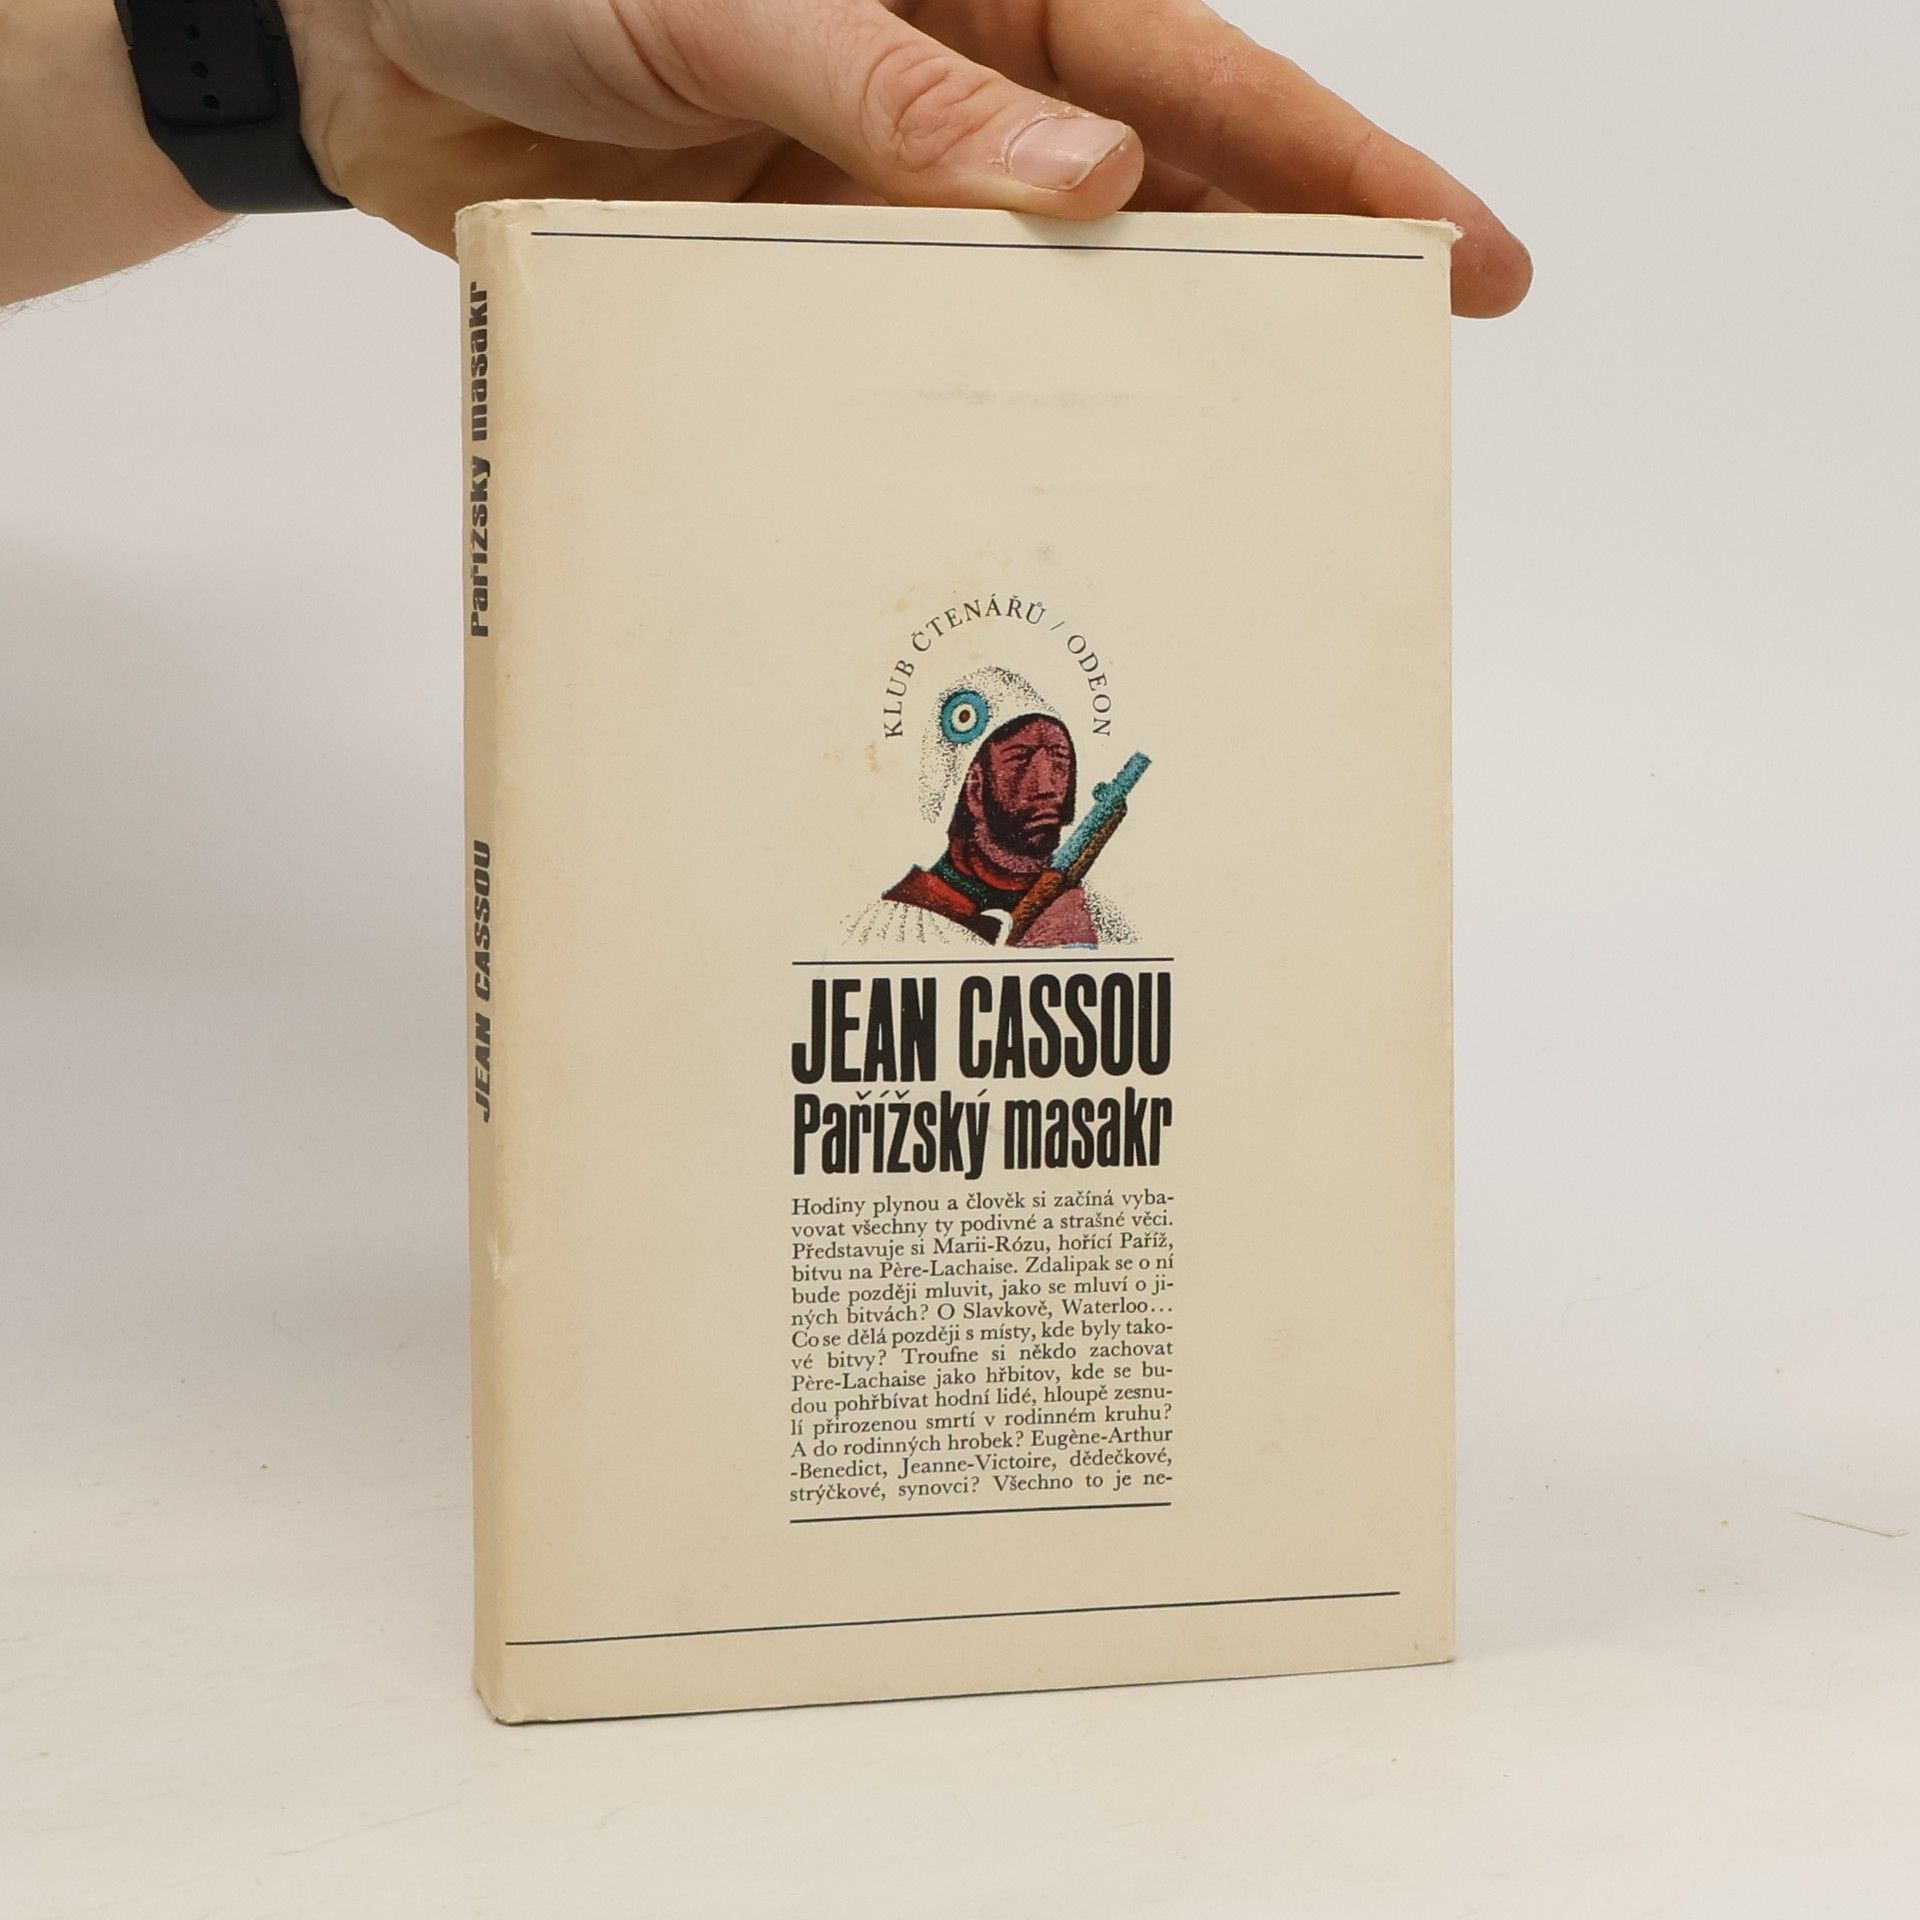 Pařížský masakr
JEAN CASSOU
KLUB ČTENÁŘŮ / ODEON
JEAN CASSOU
Pařížský masakr
Hodiny plynou a člověk si začíná vyba-
vovat všechny ty podivné a strašné věci.
Představuje si Marii-Rózu, hořící Paříž,
bitvu na Père-Lachaise. Zdalipak se o ní
bude později mluvit, jako se mluví o ji-
ných bitvách? O Slavkově, Waterloo...
Co se dělá později s místy, kde byly tako-
vé bitvy? Troufne si někdo zachovat
Père-Lachaise jako hřbitov, kde se bu-
dou pohřbívat hodní lidé, hloupě zesnu-
lí přirozenou smrtí v rodinném kruhu?
A do rodinných hrobek? Eugène-Arthur
-Benedict, Jeanne-Victoire, dědečkové,
strýčkové, synovci? Všechno to je ne-